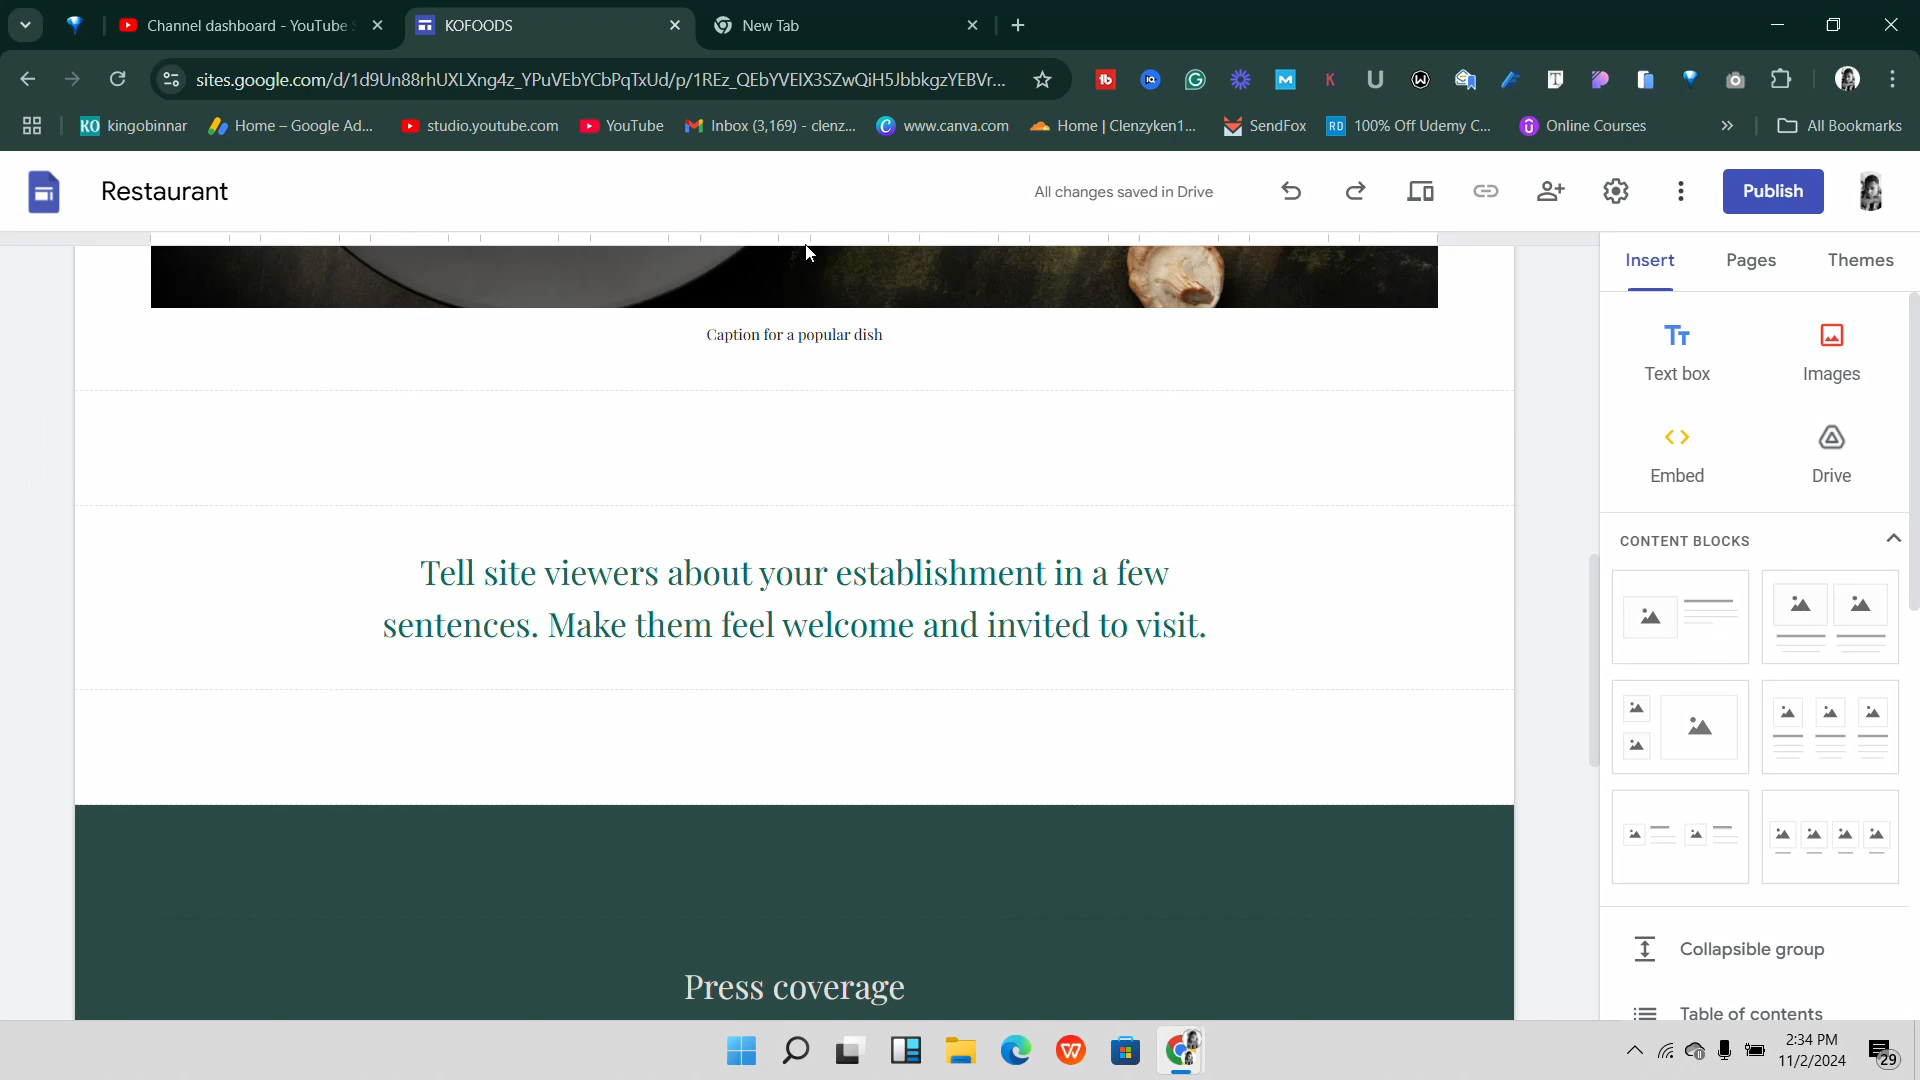 Channel dashboard - YouTube S
KOFOODS
New Tab
sites.google.com/d/1d9Un88rhUXLXng4z_YPuVEbYCbPqTxUd/p/1REz_QEbYVEIX3SZwQiH5JbbkgzYEBVr...
kingobinnar
Home – Google Ad...
studio.youtube.com
YouTube
Inbox (3,169) - clenz...
www.canva.com
Home | Clenzyken1...
SendFox
100% Off Udemy C...
Online Courses
All Bookmarks
Restaurant
All changes saved in Drive
Publish
Insert
Pages
Themes
Caption for a popular dish
Text box
Images
Embed
Drive
CONTENT BLOCKS
Tell site viewers about your establishment in a few
sentences. Make them feel welcome and invited to visit.
Press coverage
Collapsible group
Table of contents
2:34 PM
11/2/2024
29